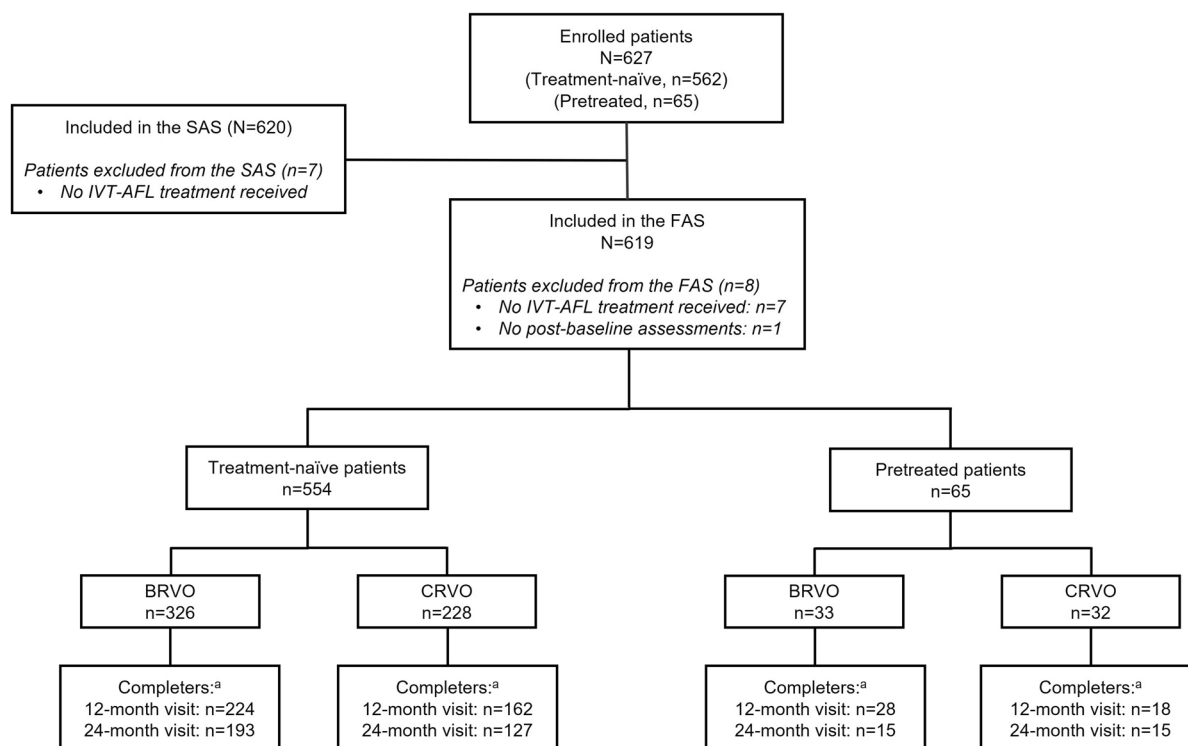 Enrolled patients
N=627
(Treatment-naïve, n=562)
(Pretreated, n=65)
Included in the SAS (N=620)
Patients excluded from the SAS (n=7)
• No IVT-AFL treatment received
Included in the FAS
N=619
Patients excluded from the FAS (n=8)
• No IVT-AFL treatment received: n=7
• No post-baseline assessments: n=1
Treatment-naïve patients
n=554
Pretreated patients
n=65
BRVO
n=326
CRVO
n=228
BRVO
n=33
CRVO
n=32
Completers:ᵃ
12-month visit: n=224
24-month visit: n=193
Completers:ᵃ
12-month visit: n=162
24-month visit: n=127
Completers:ᵃ
12-month visit: n=28
24-month visit: n=15
Completers:ᵃ
12-month visit: n=18
24-month visit: n=15